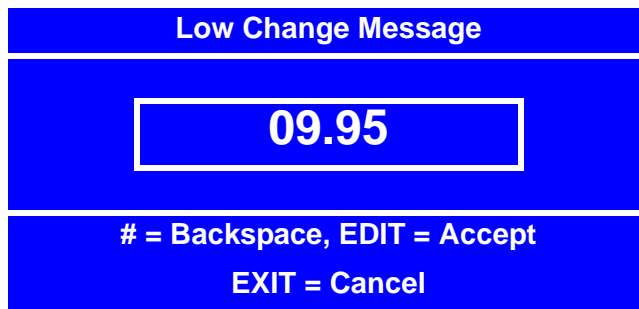 Low Change Message
09.95
# = Backspace, EDIT = Accept
EXIT = Cancel